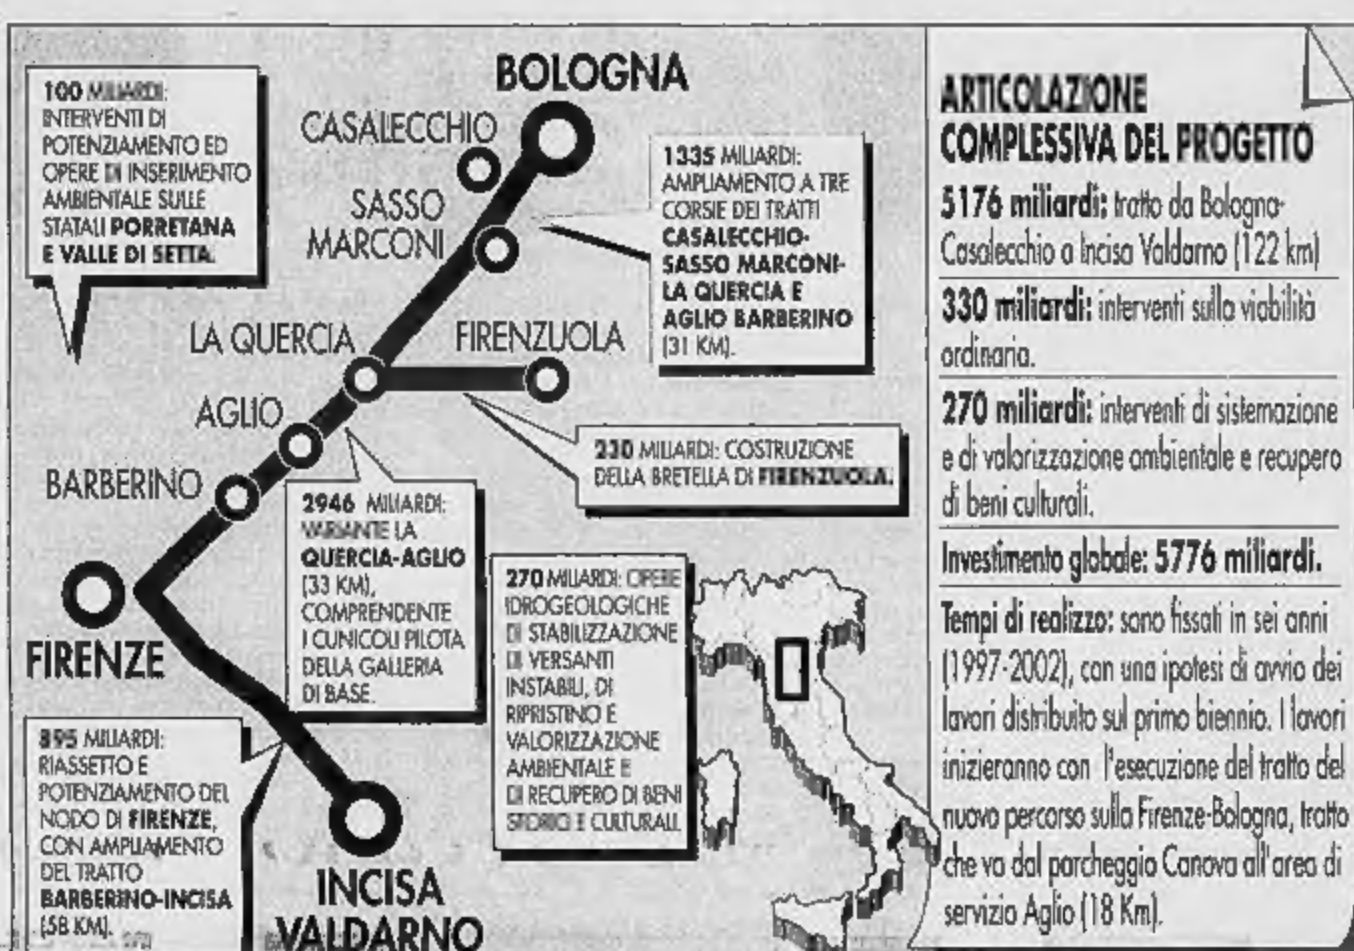 100 MILIARDI:
INTERVENTI DI
POTENZIAMENTO ED
OPERE DI INSERIMENTO
AMBIENTALE SULLE
STATALI PORRETANA
E VALLE DI SETTA.
BOLOGNA
CASALECCHIO
SASSO
MARCONI
1335 MILIARDI:
AMPLIAMENTO A TRE
CORSIE DEI TRATTI
CASALECCHIO-
SASSO MARCONI-
LA QUERCIA E
AGLIO BARBERINO
(31 KM).
LA QUERCIA
FIRENZUOLA
AGLIO
230 MILIARDI: COSTRUZIONE
DELLA BRETELLA DI FIRENZUOLA.
BARBERINO
2946 MILIARDI:
VARIANTE LA
QUERCIA-AGLIO
(33 KM),
COMPRENDENTE
I CUNICOLI PILOTA
DELLA GALLERIA
DI BASE.
270 MILIARDI: OPERE
IDROGEOLOGICHE
DI STABILIZZAZIONE
DI VERSANTI
INSTABILI, DI
RIPRISTINO E
VALORIZZAZIONE
AMBIENTALE E
DI RECUPERO DI BENI
STORICI E CULTURALI.
FIRENZE
895 MILIARDI:
RIASSETTO E
POTENZIAMENTO DEL
NODO DI FIRENZE,
CON AMPLIAMENTO
DEL TRATTO
BARBERINO-INCISA
(58 KM).
INCISA
VALDARNO
ARTICOLAZIONE
COMPLESSIVA DEL PROGETTO
5176 miliardi: tratto da Bologna-
Casalecchio a Incisa Valdarno (122 km)
330 miliardi: interventi sulla viabilità
ordinaria.
270 miliardi: interventi di sistemazione
e di valorizzazione ambientale e recupero
di beni culturali.
Investimento globale: 5776 miliardi.
Tempi di realizzo: sono fissati in sei anni
(1997-2002), con una ipotesi di avvio dei
lavori distribuito sul primo biennio. I lavori
inizieranno con l'esecuzione del tratto del
nuovo percorso sulla Firenze-Bologna, tratto
che va dal parcheggio Canova all'area di
servizio Aglio (18 Km).